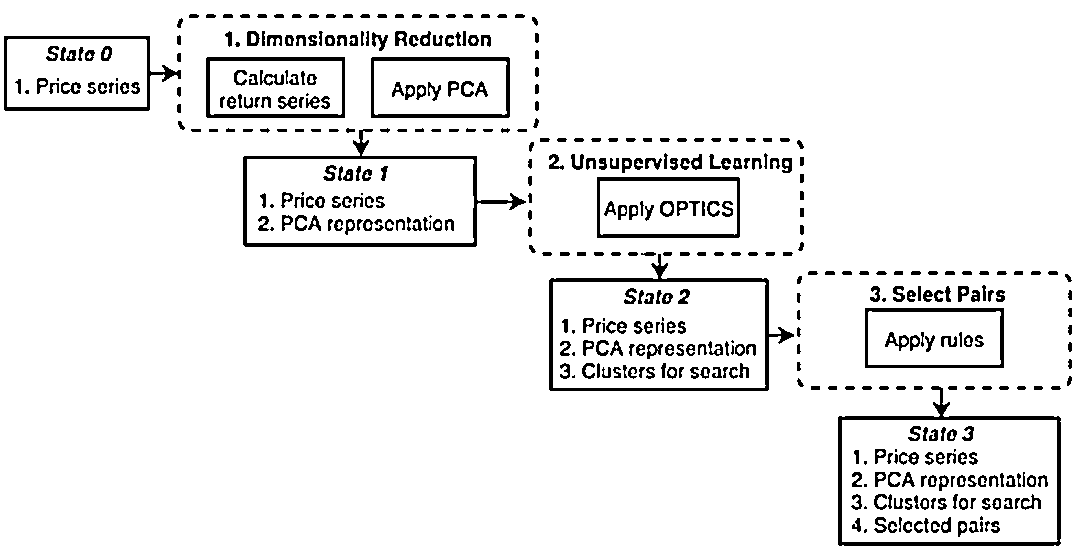 State 0
1. Price series
1. Dimensionality Reduction
Calculate
return series
Apply PCA
State 1
1. Price series
2. PCA representation
2. Unsupervised Learning
Apply OPTICS
State 2
1. Price series
2. PCA representation
3. Clusters for search
3. Select Pairs
Apply rules
State 3
1. Price series
2. PCA representation
3. Clusters for search
4. Selected pairs